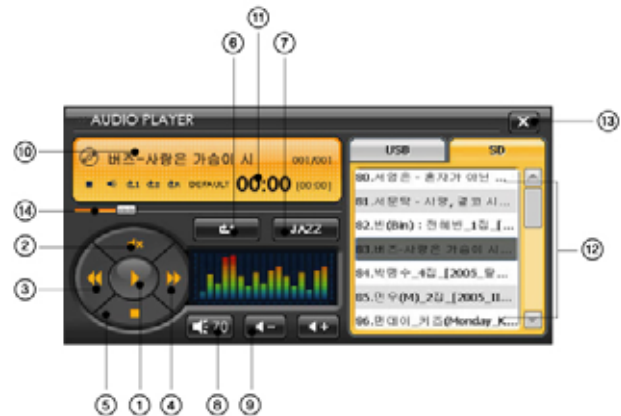 ⑪
⑥
⑦
AUDIO PLAYER
⑬
⑩
버즈-사랑은 가슴이 시
001/001
DEFAULT 00:00 [00:00]
USB
SD
80.서영은 - 혼자가 아닌 ...
81.서문탁 - 사랑, 결코 시...
82.빈(Bin) : 전혜빈_1집_[...
83.버즈-사랑은 가슴이 시...
84.박명수_4집_[2005_
85.민우(M)_2집_[2005_
86.먼데이_키즈(Monday_K...
⑭
②
JAZZ
③
⑫
70
⑤
①
④
⑧
⑨